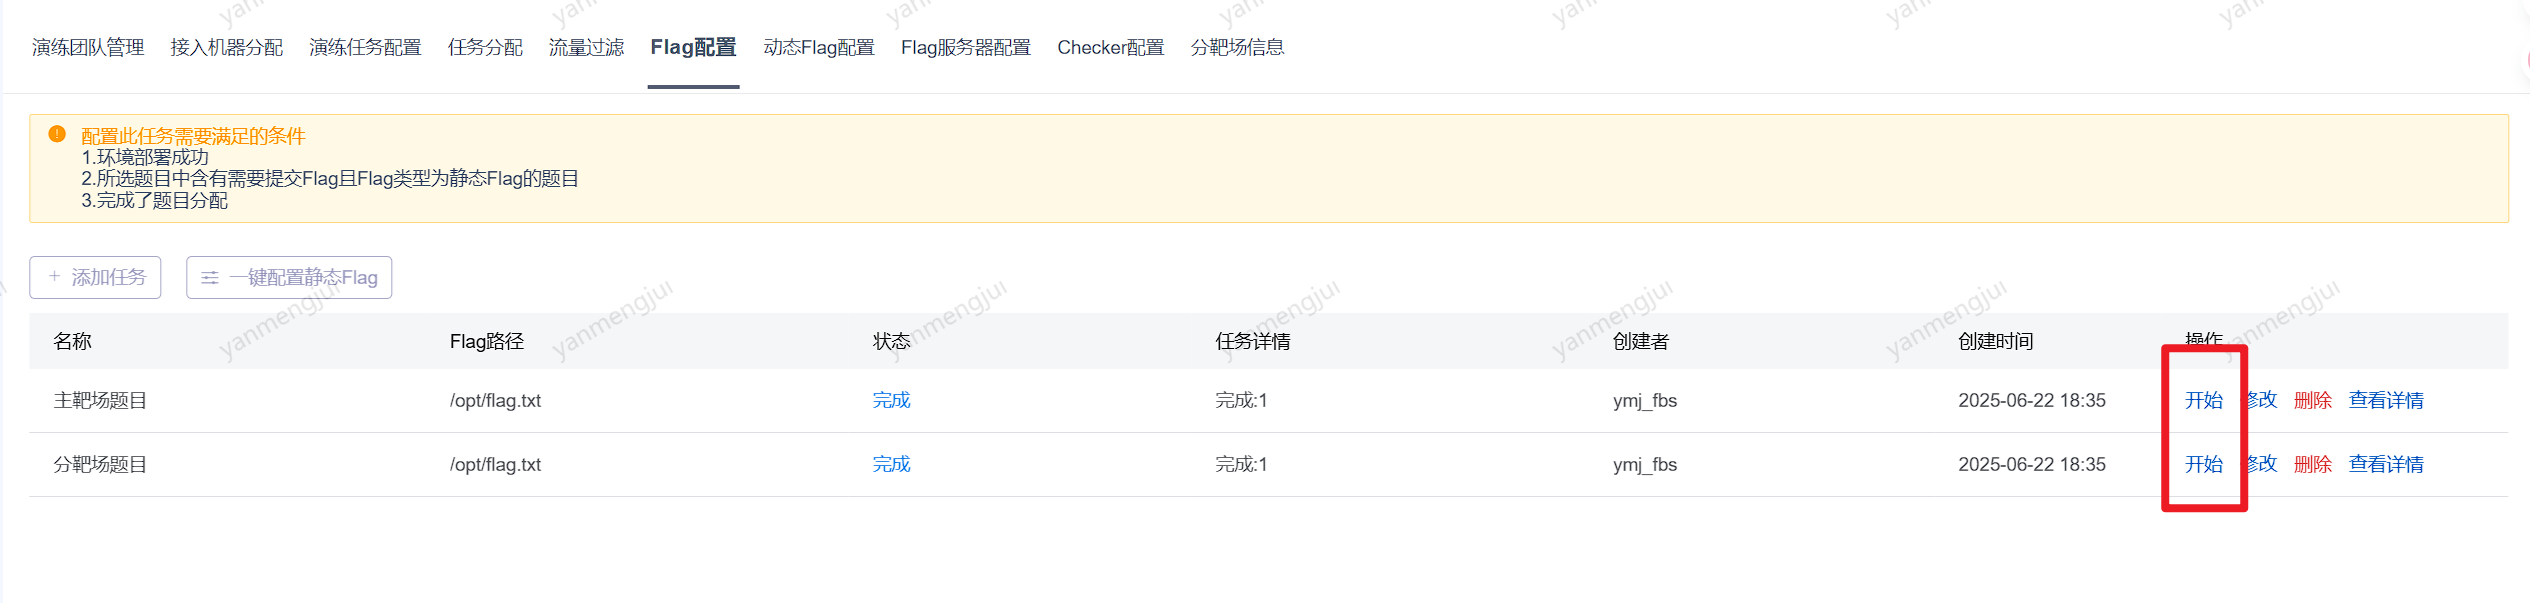 演练团队管理 接入机器分配 演练任务配置 任务分配 流量过滤 Flag配置 动态Flag配置 Flag服务器配置 Checker配置 分靶场信息
配置此任务需要满足的条件
1.环境部署成功
2.所选题目中含有需要提交Flag且Flag类型为静态Flag的题目
3.完成了题目分配
+ 添加任务 一键配置静态Flag
名称 Flag路径 状态 任务详情 创建者 创建时间 操作
主靶场题目 /opt/flag.txt 完成 完成:1 ymj_fbs 2025-06-22 18:35 开始 修改 删除 查看详情
分靶场题目 /opt/flag.txt 完成 完成:1 ymj_fbs 2025-06-22 18:35 开始 修改 删除 查看详情
yanmengjui yanmengjui yanmengjui yanmengjui yanmengjui yanmengjui yanmengjui